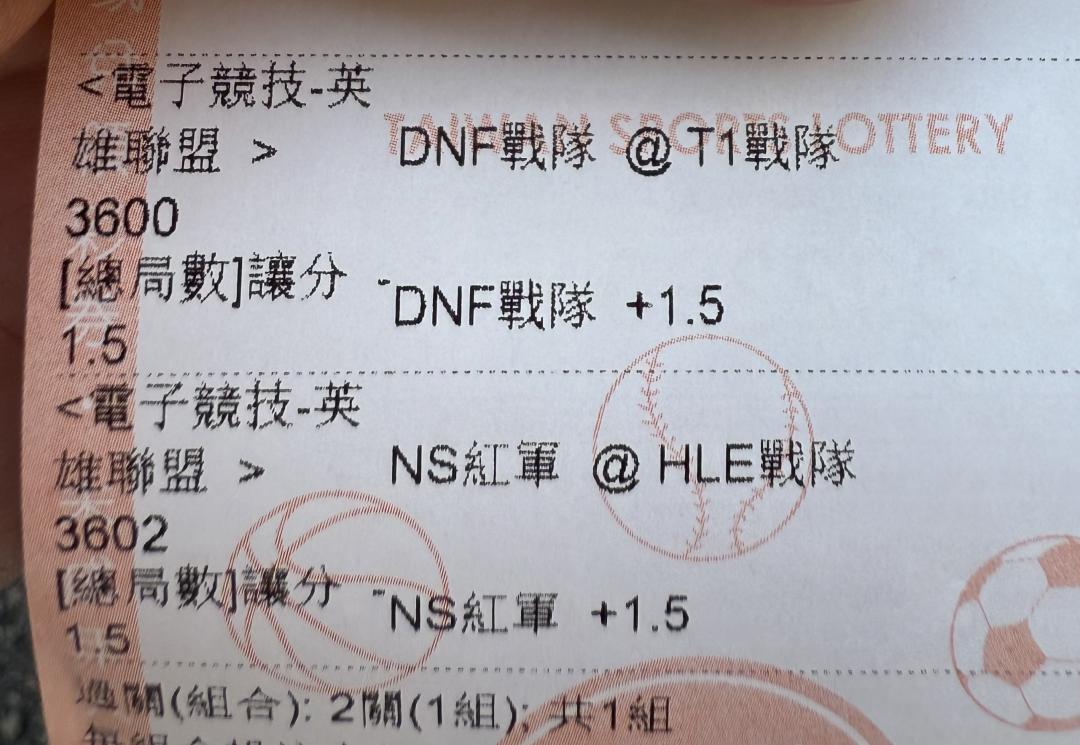 <電子競技-英
雄聯盟 > DNF戰隊 @ T1戰隊
TAIWAN SPORTS LOTTERY
3600
[總局數]讓分 - DNF戰隊 +1.5
1.5
<電子競技-英
雄聯盟 > NS紅軍 @ HLE戰隊
3602
[總局數]讓分 - NS紅軍 +1.5
1.5
過關(組合): 2關(1組); 共1組